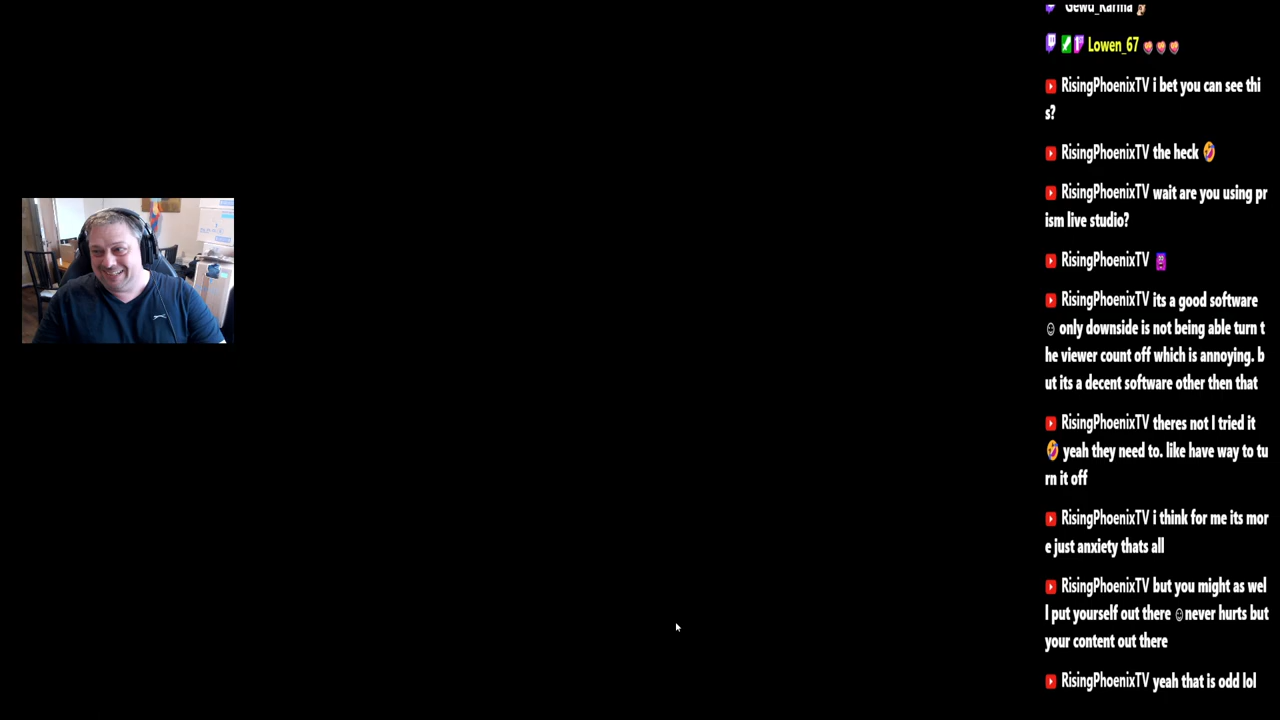 Gewd_Karma
Lowen_67
RisingPhoenixTV i bet you can see thi
s?
RisingPhoenixTV the heck 🤣
RisingPhoenixTV wait are you using pr
ism live studio?
RisingPhoenixTV
RisingPhoenixTV its a good software
☺ only downside is not being able turn t
he viewer count off which is annoying. b
ut its a decent software other then that
RisingPhoenixTV theres not I tried it
🤣 yeah they need to. like have way to tu
rn it off
RisingPhoenixTV i think for me its mor
e just anxiety thats all
RisingPhoenixTV but you might as wel
l put yourself out there ☺never hurts but
your content out there
RisingPhoenixTV yeah that is odd lol